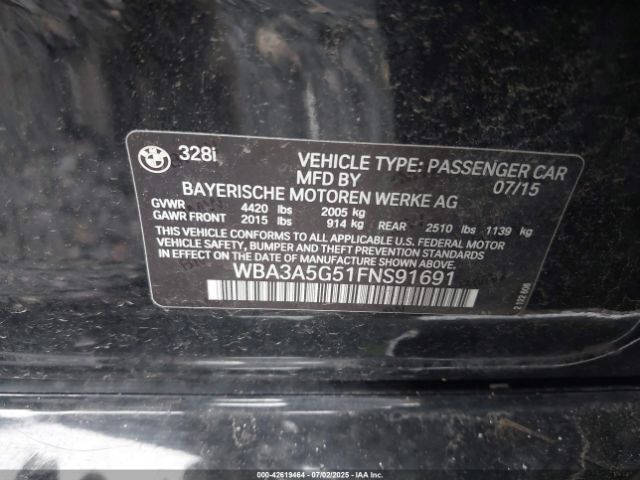 328i
VEHICLE TYPE: PASSENGER CAR
MFD BY 07/15
BAYERISCHE MOTOREN WERKE AG
GVWR 4420 lbs 2005 kg
GAWR FRONT 2015 lbs 914 kg REAR 2510 lbs 1139 kg
THIS VEHICLE CONFORMS TO ALL APPLICABLE U.S. FEDERAL MOTOR
VEHICLE SAFETY, BUMPER AND THEFT PREVENTION STANDARDS
IN EFFECT ON THE DATE OF MANUFACTURE SHOWN ABOVE.
WBA3A5G51FNS91691
000-42619464 | 07/02/2025 | IAA Inc.